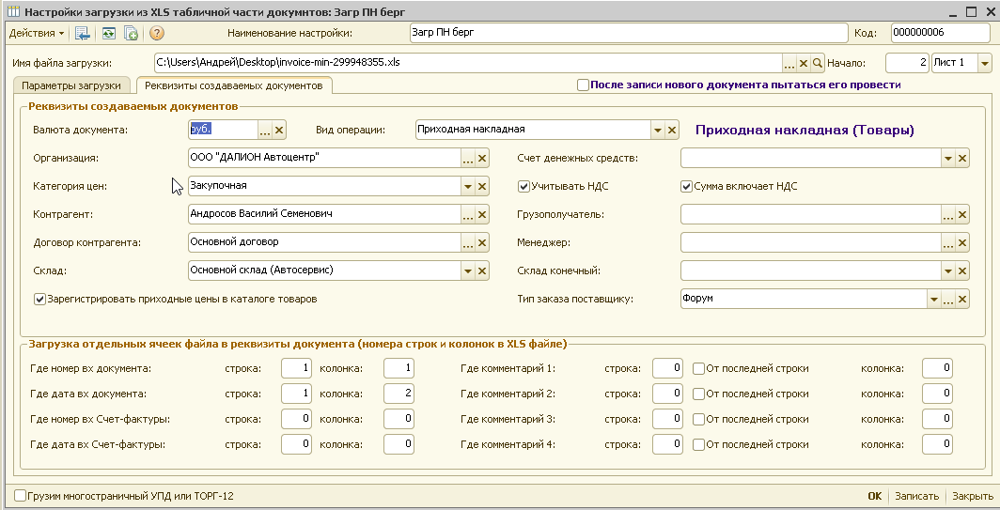 Настройки загрузки из XLS табличной части докумнтов: Загр ПН берг
Действия Наименование настройки: Загр ПН берг Код: 000000006
Имя файла загрузки: C:\Users\Андрей\Desktop\invoice-min-299948355.xls ... Начало: 2 Лист 1
Параметры загрузки Реквизиты создаваемых документов После записи нового документа пытаться его провести
Реквизиты создаваемых документов
Валюта документа: руб. ... Вид операции: Приходная накладная Приходная накладная (Товары)
Организация: ООО "ДАЛИОН Автоцентр" ... Счет денежных средств:
Категория цен: Закупочная Учитывать НДС Сумма включает НДС
Контрагент: Андросов Василий Семенович ... Грузополучатель: ...
Договор контрагента: Основной договор ... Менеджер: ...
Склад: Основной склад (Автосервис) Склад конечный:
Зарегистрировать приходные цены в каталоге товаров Тип заказа поставщику: Форум ...
Загрузка отдельных ячеек файла в реквизиты документа (номера строк и колонок в XLS файле)
Где номер вх документа: строка: 1 колонка: 1 Где комментарий 1: строка: 0 От последней строки колонка: 0
Где дата вх документа: строка: 1 колонка: 2 Где комментарий 2: строка: 0 От последней строки колонка: 0
Где номер вх Счет-фактуры: строка: 0 колонка: 0 Где комментарий 3: строка: 0 От последней строки колонка: 0
Где дата вх Счет-фактуры: строка: 0 колонка: 0 Где комментарий 4: строка: 0 От последней строки колонка: 0
Грузим многостраничный УПД или ТОРГ-12 OK Записать Закрыть